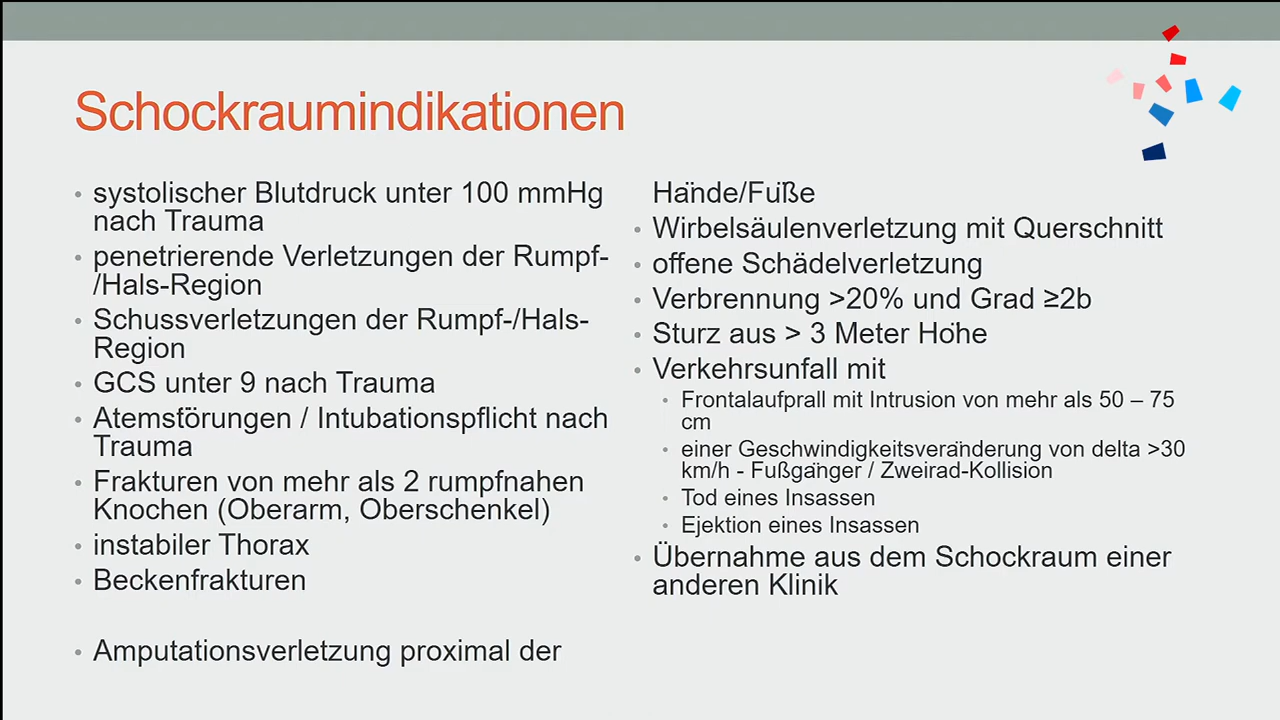 Schockraumindikationen
• systolischer Blutdruck unter 100 mmHg
nach Trauma
• penetrierende Verletzungen der Rumpf-
/Hals-Region
• Schussverletzungen der Rumpf-/Hals-
Region
• GCS unter 9 nach Trauma
• Atemstörungen / Intubationspflicht nach
Trauma
• Frakturen von mehr als 2 rumpfnahen
Knochen (Oberarm, Oberschenkel)
• instabiler Thorax
• Beckenfrakturen
• Amputationsverletzung proximal der
Hände/Füße
• Wirbelsäulenverletzung mit Querschnitt
• offene Schädelverletzung
• Verbrennung >20% und Grad ≥2b
• Sturz aus > 3 Meter Höhe
• Verkehrsunfall mit
• Frontalaufprall mit Intrusion von mehr als 50 – 75
cm
• einer Geschwindigkeitsveränderung von delta >30
km/h - Fußgänger / Zweirad-Kollision
• Tod eines Insassen
• Ejektion eines Insassen
• Übernahme aus dem Schockraum einer
anderen Klinik